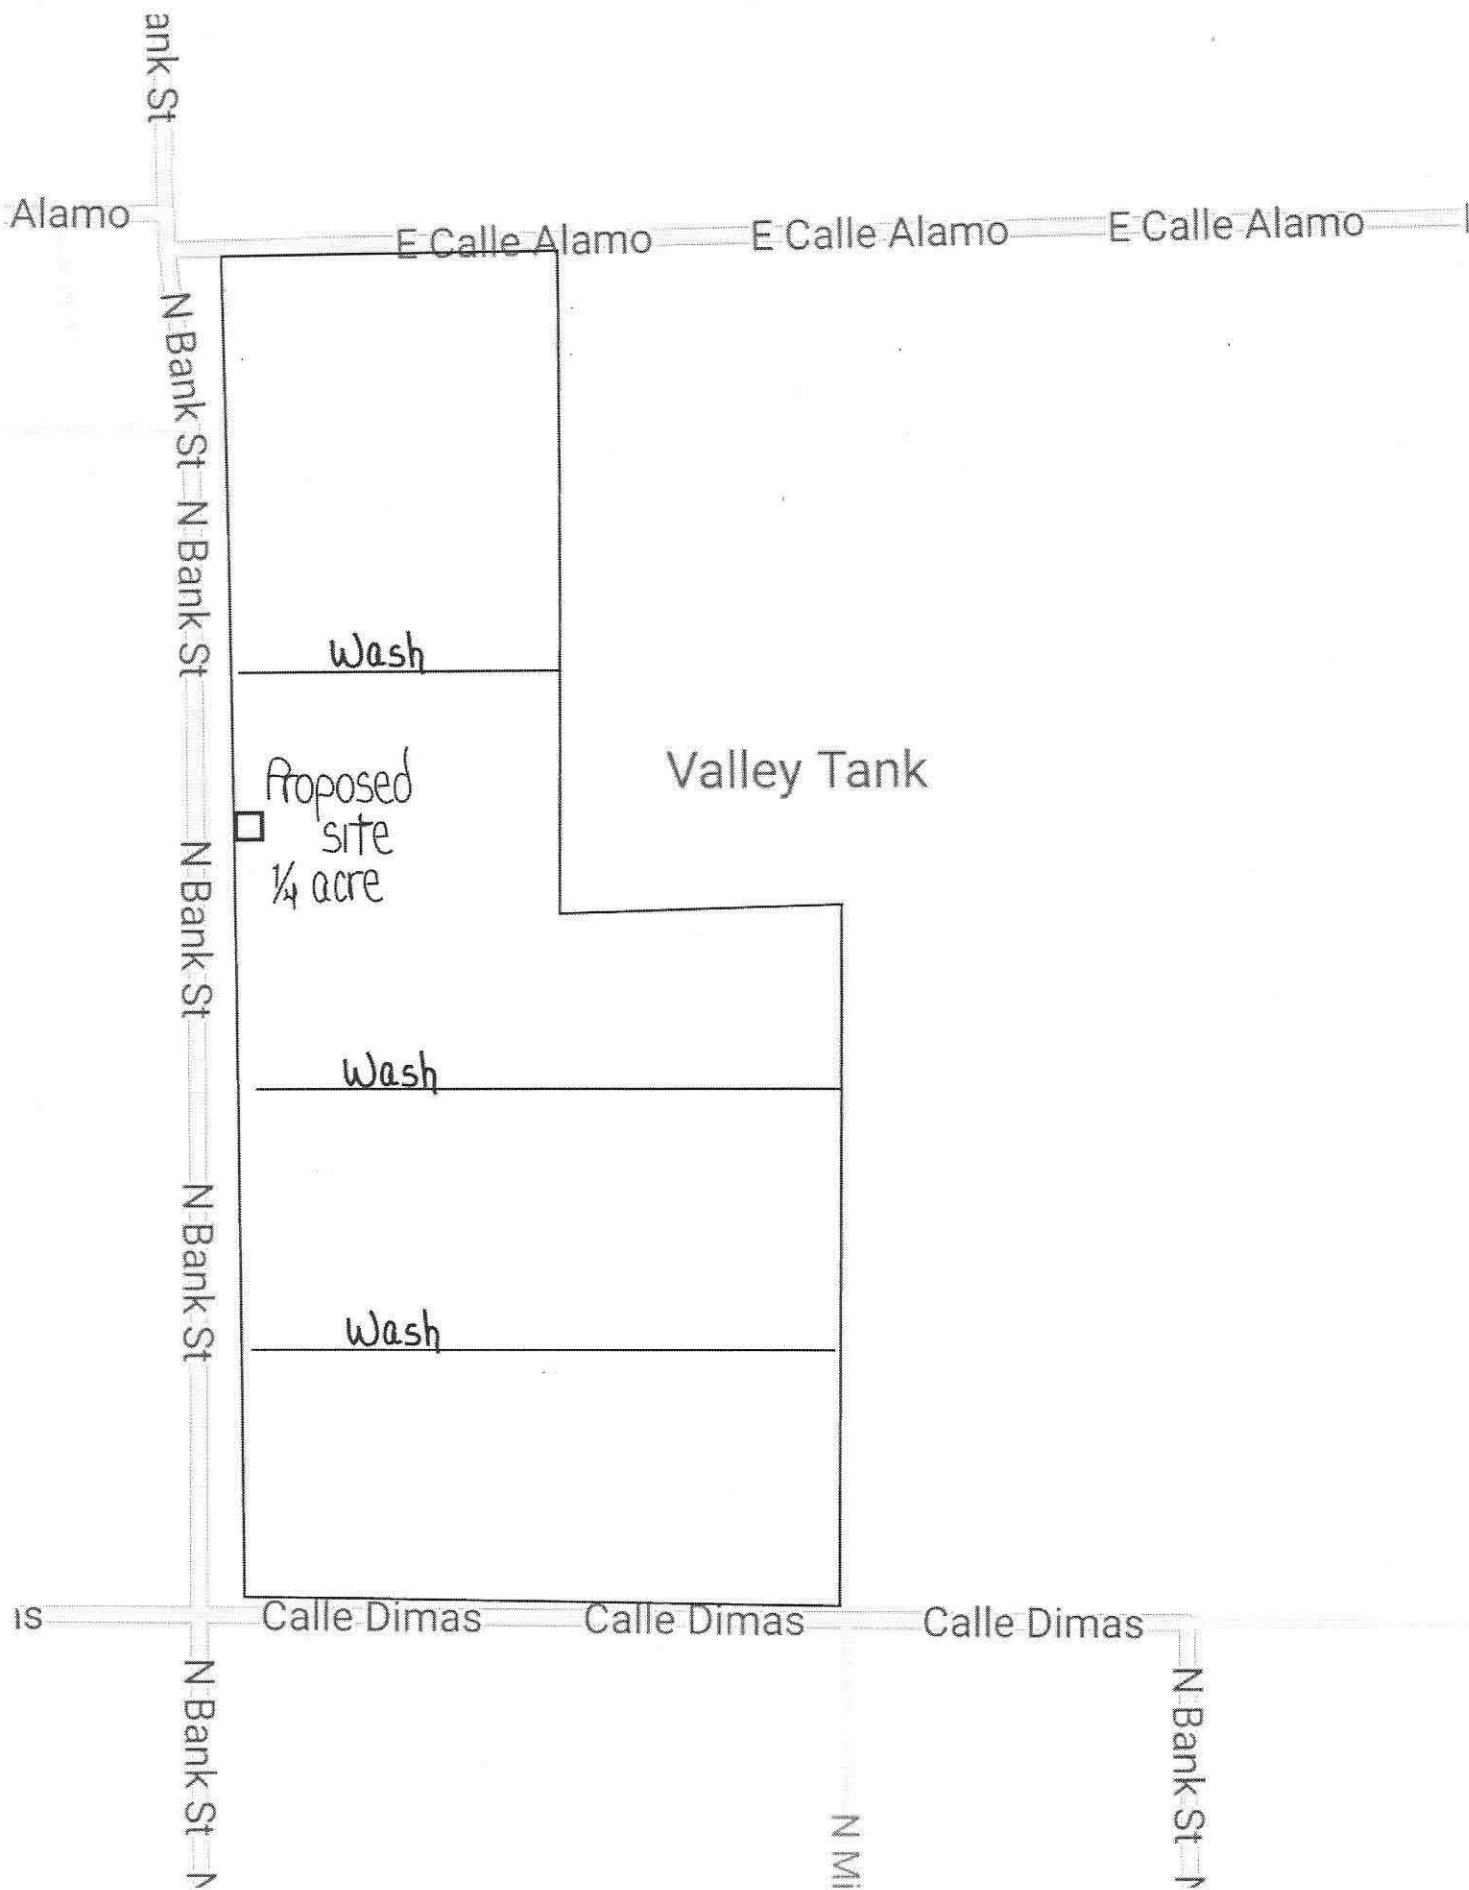 ank St
Alamo
E Calle Alamo
E Calle Alamo
E Calle Alamo
N Bank St
N Bank St
Wash
Proposed
site
1/4 acre
Valley Tank
N Bank St
Wash
N Bank St
Wash
Calle Dimas
Calle Dimas
Calle Dimas
N Bank St
N Mi
N Bank St